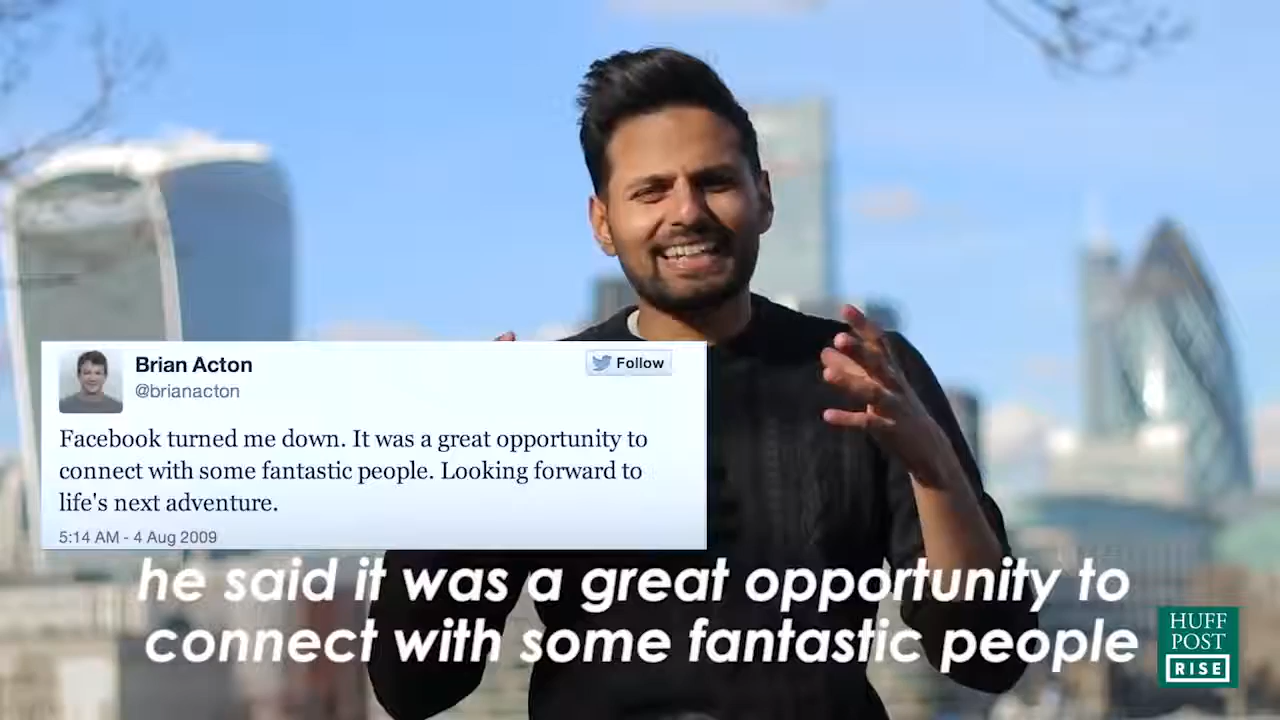 Brian Acton
@brianacton
Follow
Facebook turned me down. It was a great opportunity to
connect with some fantastic people. Looking forward to
life's next adventure.
5:14 AM - 4 Aug 2009
he said it was a great opportunity to
connect with some fantastic people
HUFF
POST
RISE